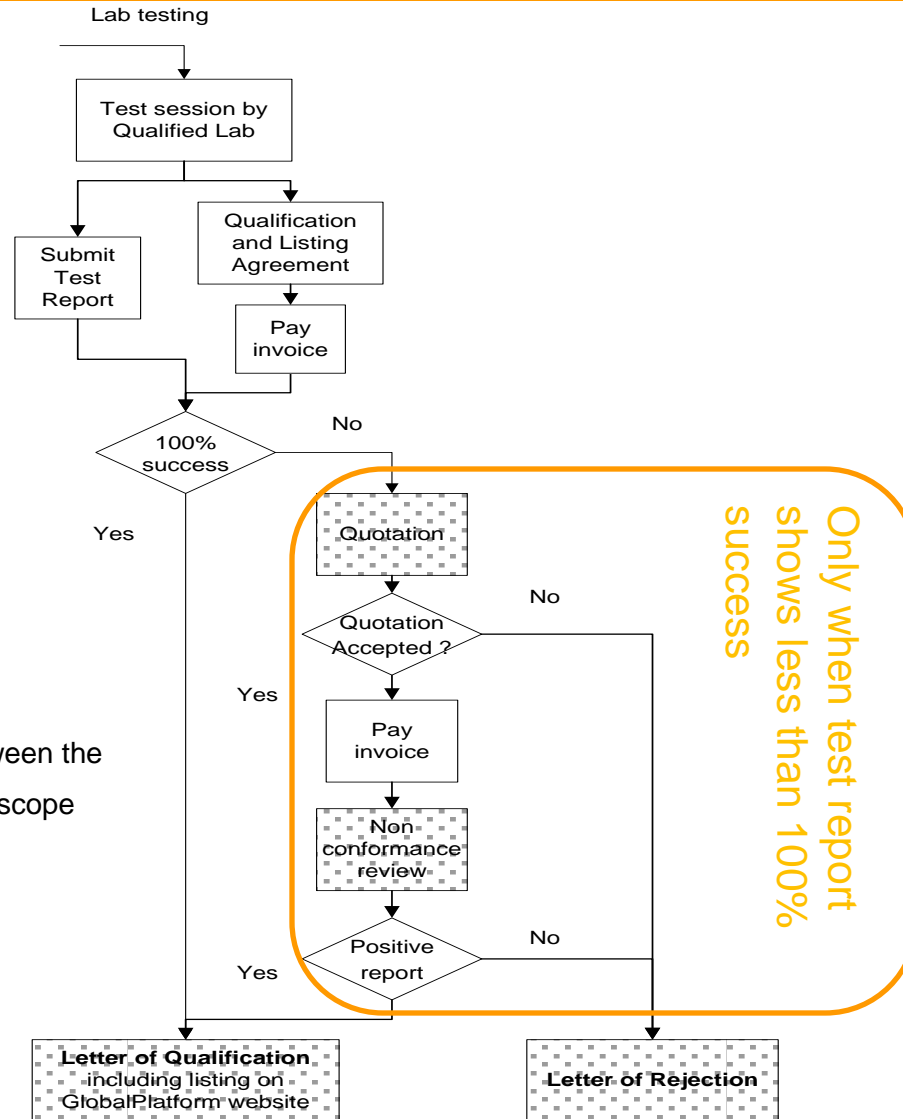 Lab testing
Test session by
Qualified Lab
Submit
Test
Report
Qualification
and Listing
Agreement
Pay
invoice
100%
success
No
Yes
Quotation
Quotation
Accepted ?
No
Yes
Pay
invoice
Non
conformance
review
Positive
report
No
Yes
Only when test report
shows less than 100%
success
ween the
scope
Letter of Qualification
including listing on
GlobalPlatform website
Letter of Rejection